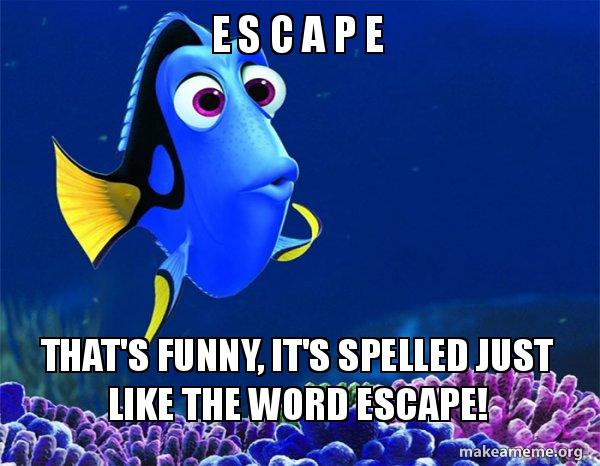 E S C A P E
THAT'S FUNNY, IT'S SPELLED JUST
LIKE THE WORD ESCAPE!
makeameme.org